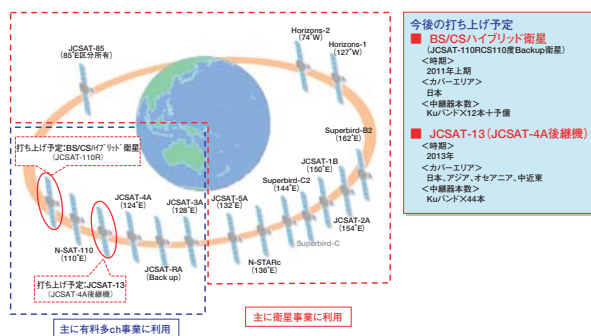 Horizons-2
(74°W)
Horizons-1
(127°W)
JCSAT-85
(85°E区分所有)
Superbird-B2
(162°E)
打ち上げ予定:BS/CSハイブリッド衛星
(JCSAT-110R)
JCSAT-1B
(150°E)
Superbird-C2
(144°E)
JCSAT-4A
(124°E)
JCSAT-3A
(128°E)
JCSAT-5A
(132°E)
JCSAT-2A
(154°E)
Superbird-C
N-SAT-110
(110°E)
N-STARc
(136°E)
JCSAT-RA
(Back up)
打ち上げ予定:JCSAT-13
(JCSAT-4A後継機)
主に有料多ch事業に利用
主に衛星事業に利用
今後の打ち上げ予定
■ BS/CSハイブリッド衛星
(JCSAT-110RCS110度Backup衛星)
<時期>
2011年上期
<カバーエリア>
日本
<中継器本数>
KuバンドX12本+予備
■ JCSAT-13(JCSAT-4A後継機)
<時期>
2013年
<カバーエリア>
日本、アジア、オセアニア、中近東
<中継器本数>
KuバンドX44本